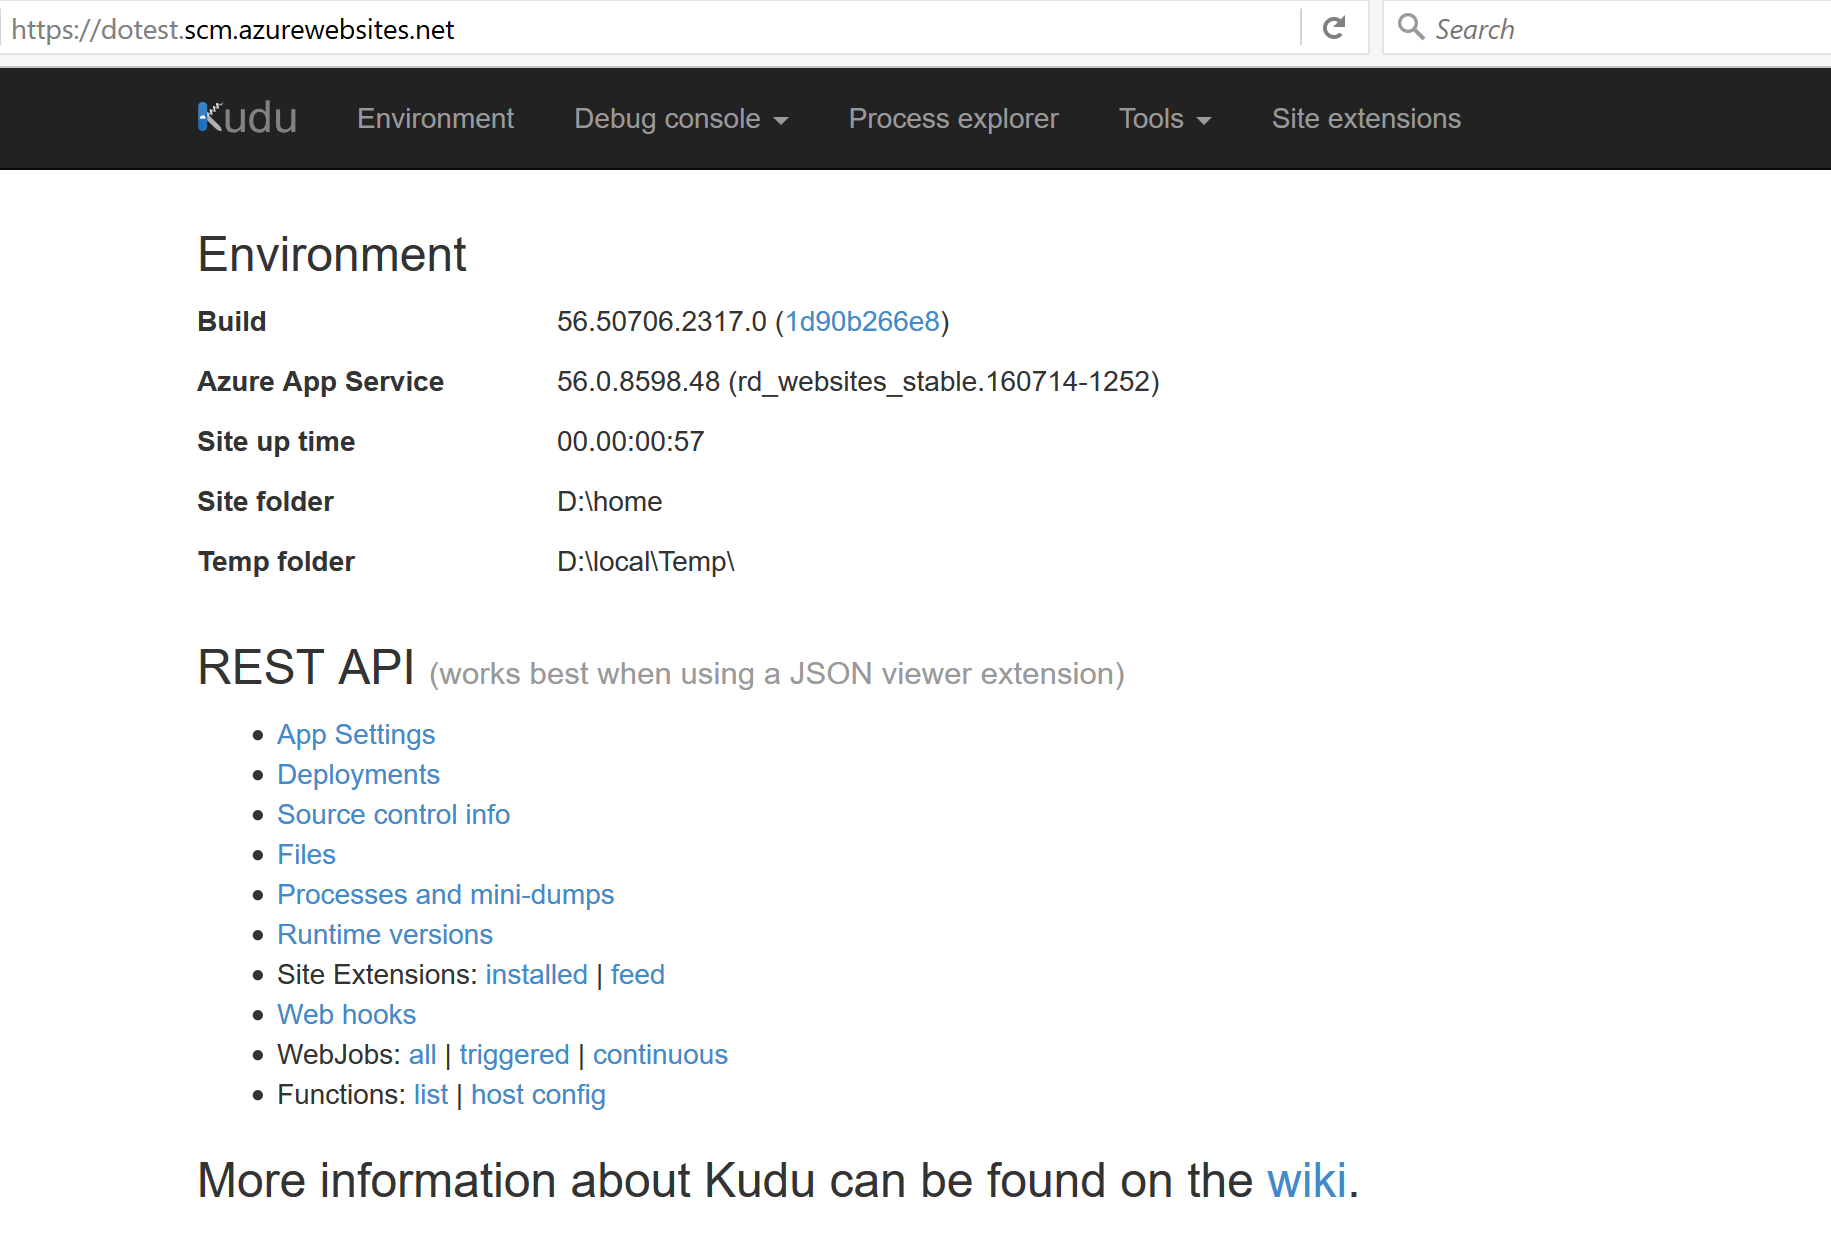 https://dotest.scm.azurewebsites.net Search
Kudu Environment Debug console Process explorer Tools Site extensions
Environment
Build 56.50706.2317.0 (1d90b266e8)
Azure App Service 56.0.8598.48 (rd_websites_stable.160714-1252)
Site up time 00.00:00:57
Site folder D:\home
Temp folder D:\local\Temp\
REST API (works best when using a JSON viewer extension)
App Settings
Deployments
Source control info
Files
Processes and mini-dumps
Runtime versions
Site Extensions: installed | feed
Web hooks
WebJobs: all | triggered | continuous
Functions: list | host config
More information about Kudu can be found on the wiki.